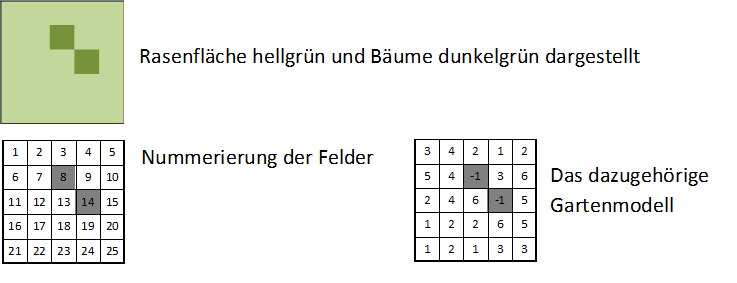 Rasenfläche hellgrün und Bäume dunkelgrün dargestellt
Nummerierung der Felder
1 2 3 4 5
6 7 8 9 10
11 12 13 14 15
16 17 18 19 20
21 22 23 24 25
3 4 2 1 2
5 4 -1 3 6
2 4 6 -1 5
1 2 2 6 5
1 2 1 3 3
Das dazugehörige
Gartenmodell